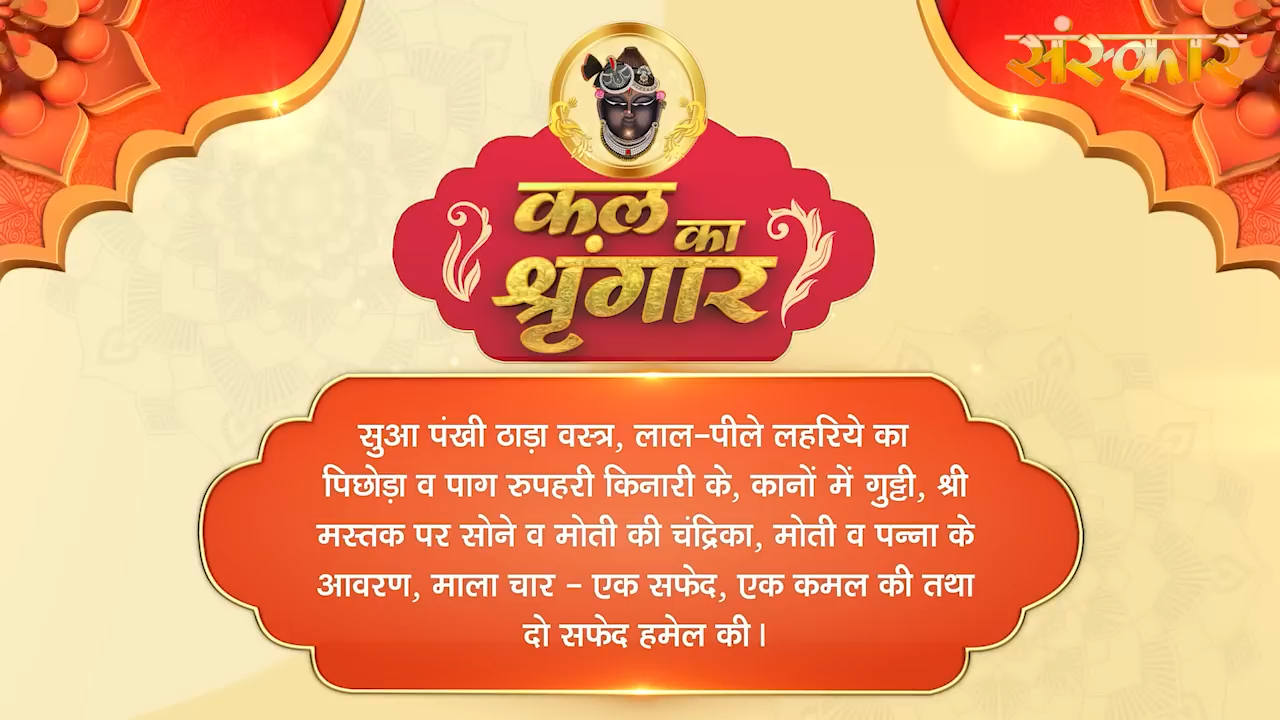 संस्कार
कल का
श्रृंगार
सुआ पंखी ठाड़ा वस्त्र, लाल-पीले लहरिये का
पिछोड़ा व पाग रुपहरी किनारी के, कानों में गुट्टी, श्री
मस्तक पर सोने व मोती की चंद्रिका, मोती व पन्ना के
आवरण, माला चार - एक सफेद, एक कमल की तथा
दो सफेद हमेल की।